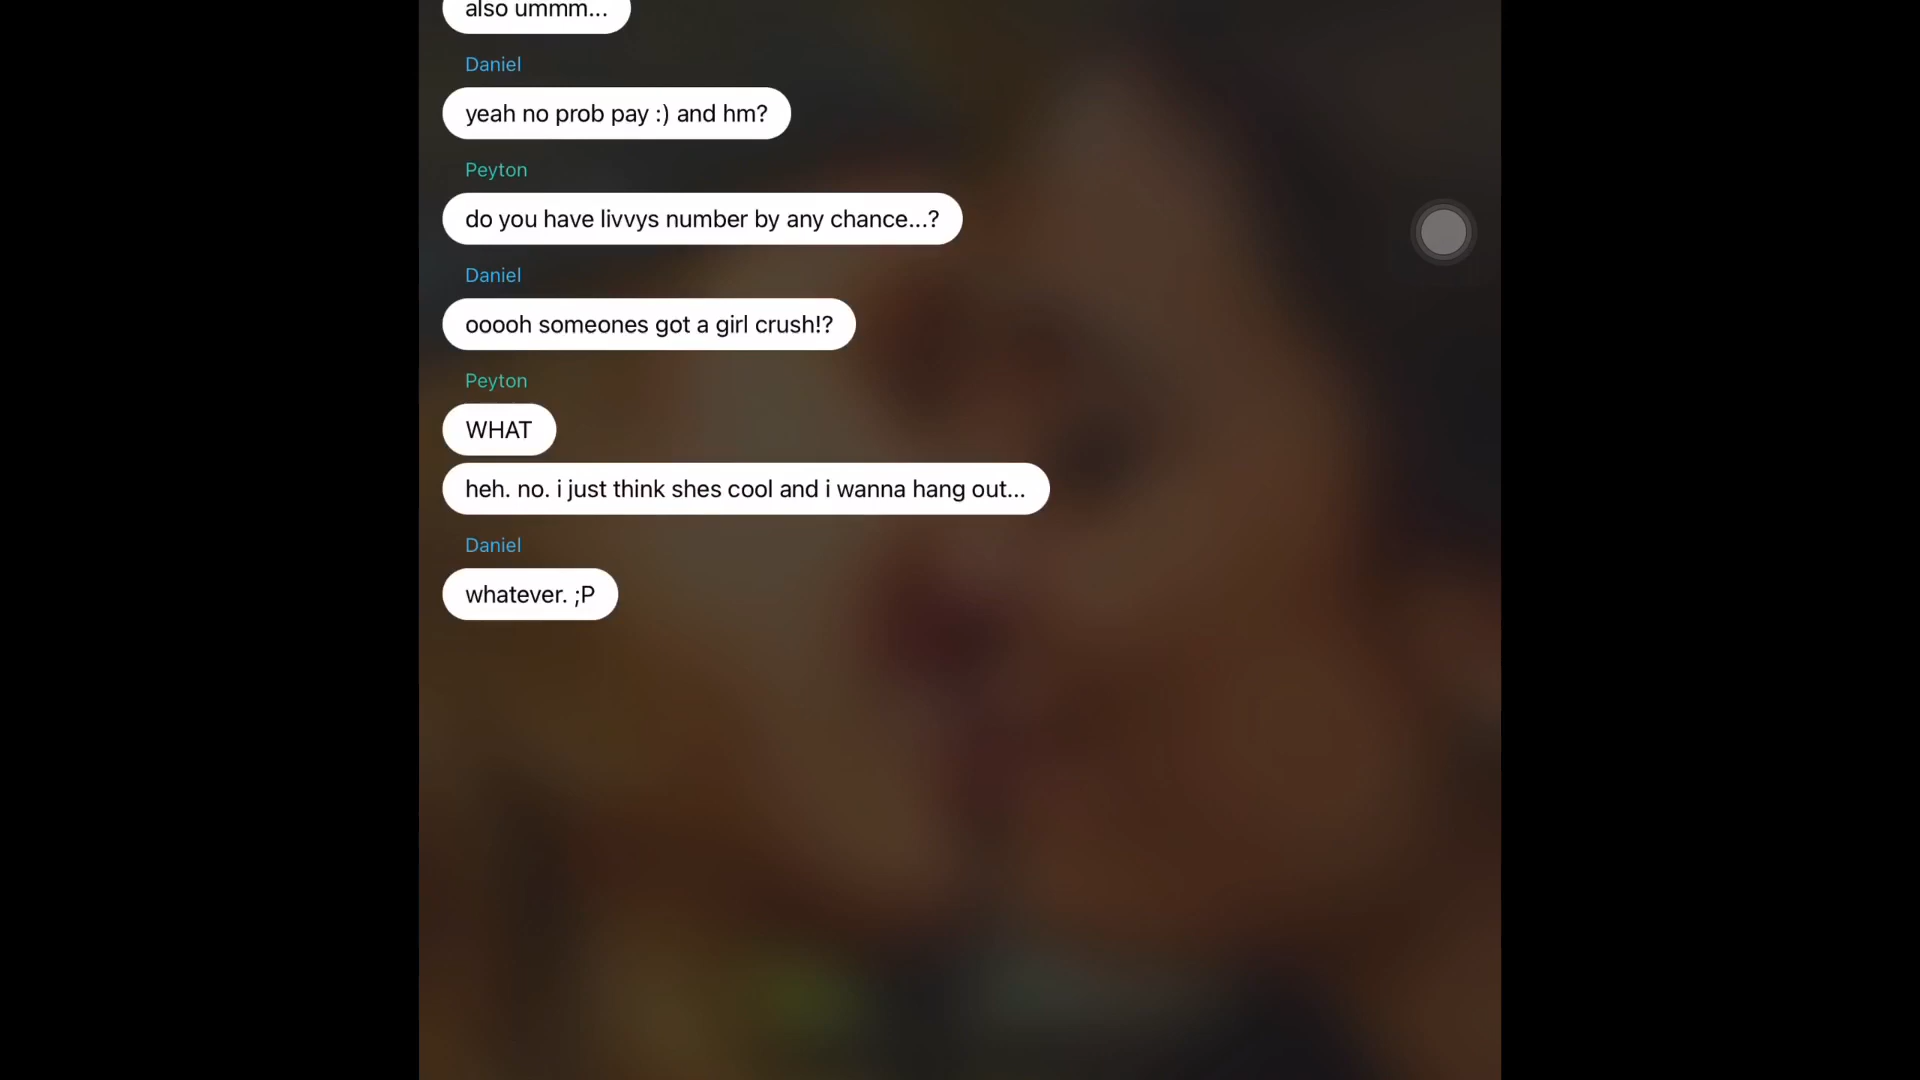 also ummm...
Daniel
yeah no prob pay :) and hm?
Peyton
do you have livvys number by any chance...?
Daniel
ooooh someones got a girl crush!?
Peyton
WHAT
heh. no. i just think shes cool and i wanna hang out...
Daniel
whatever. ;P